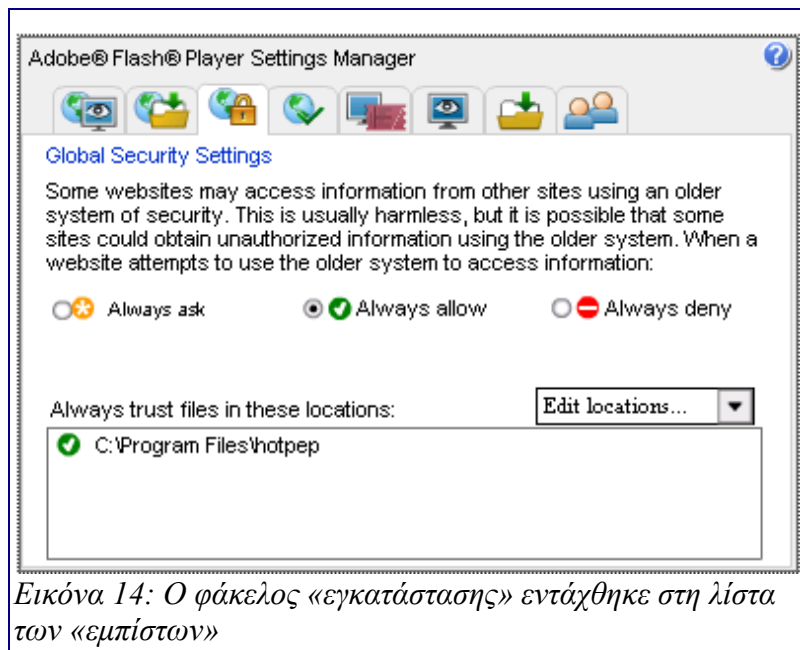 Adobe® Flash® Player Settings Manager
Global Security Settings
Some websites may access information from other sites using an older
system of security. This is usually harmless, but it is possible that some
sites could obtain unauthorized information using the older system. When a
website attempts to use the older system to access information:
Always ask Always allow Always deny
Always trust files in these locations: Edit locations...
C:\Program Files\hotpep
Εικόνα 14: Ο φάκελος «εγκατάστασης» εντάχθηκε στη λίστα
των «εμπίστων»